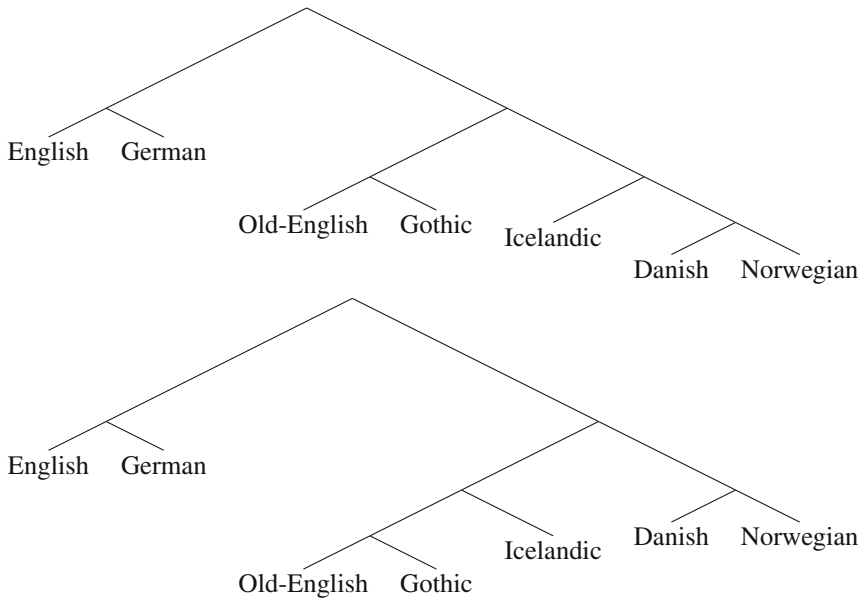 English German
Old-English Gothic Icelandic
Danish Norwegian
English German
Icelandic Danish Norwegian
Old-English Gothic